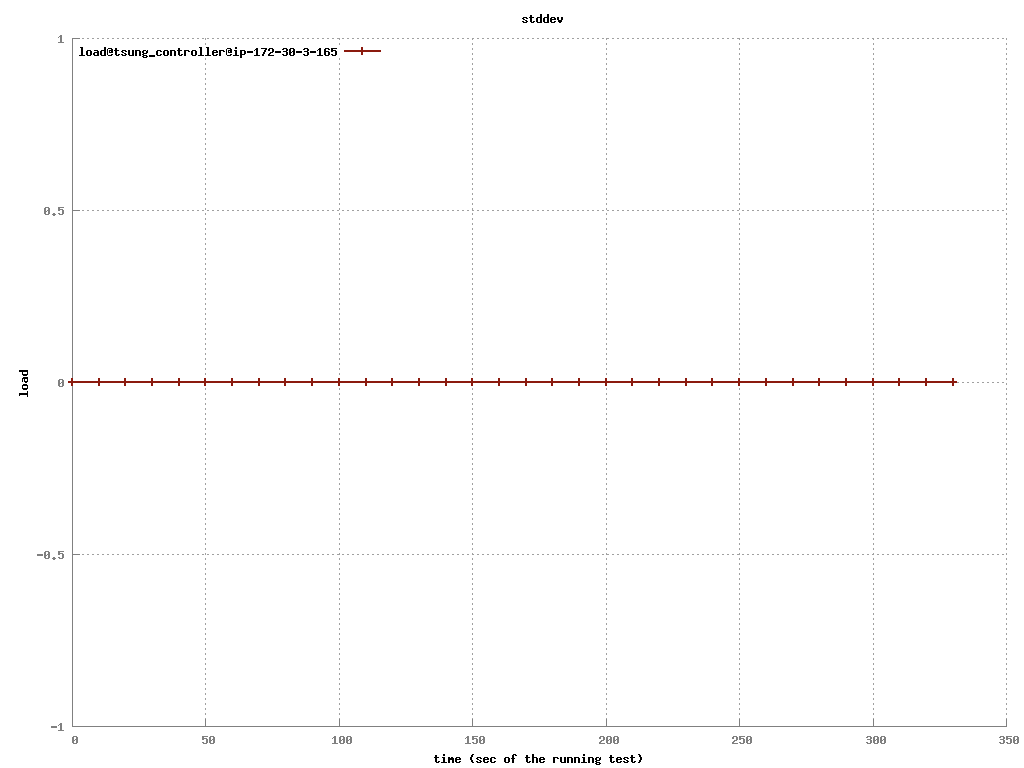 stddev
1
load@tsung_controller@ip-172-30-3-165
0.5
0
load
-0.5
-1
0 50 100 150 200 250 300 350
time (sec of the running test)